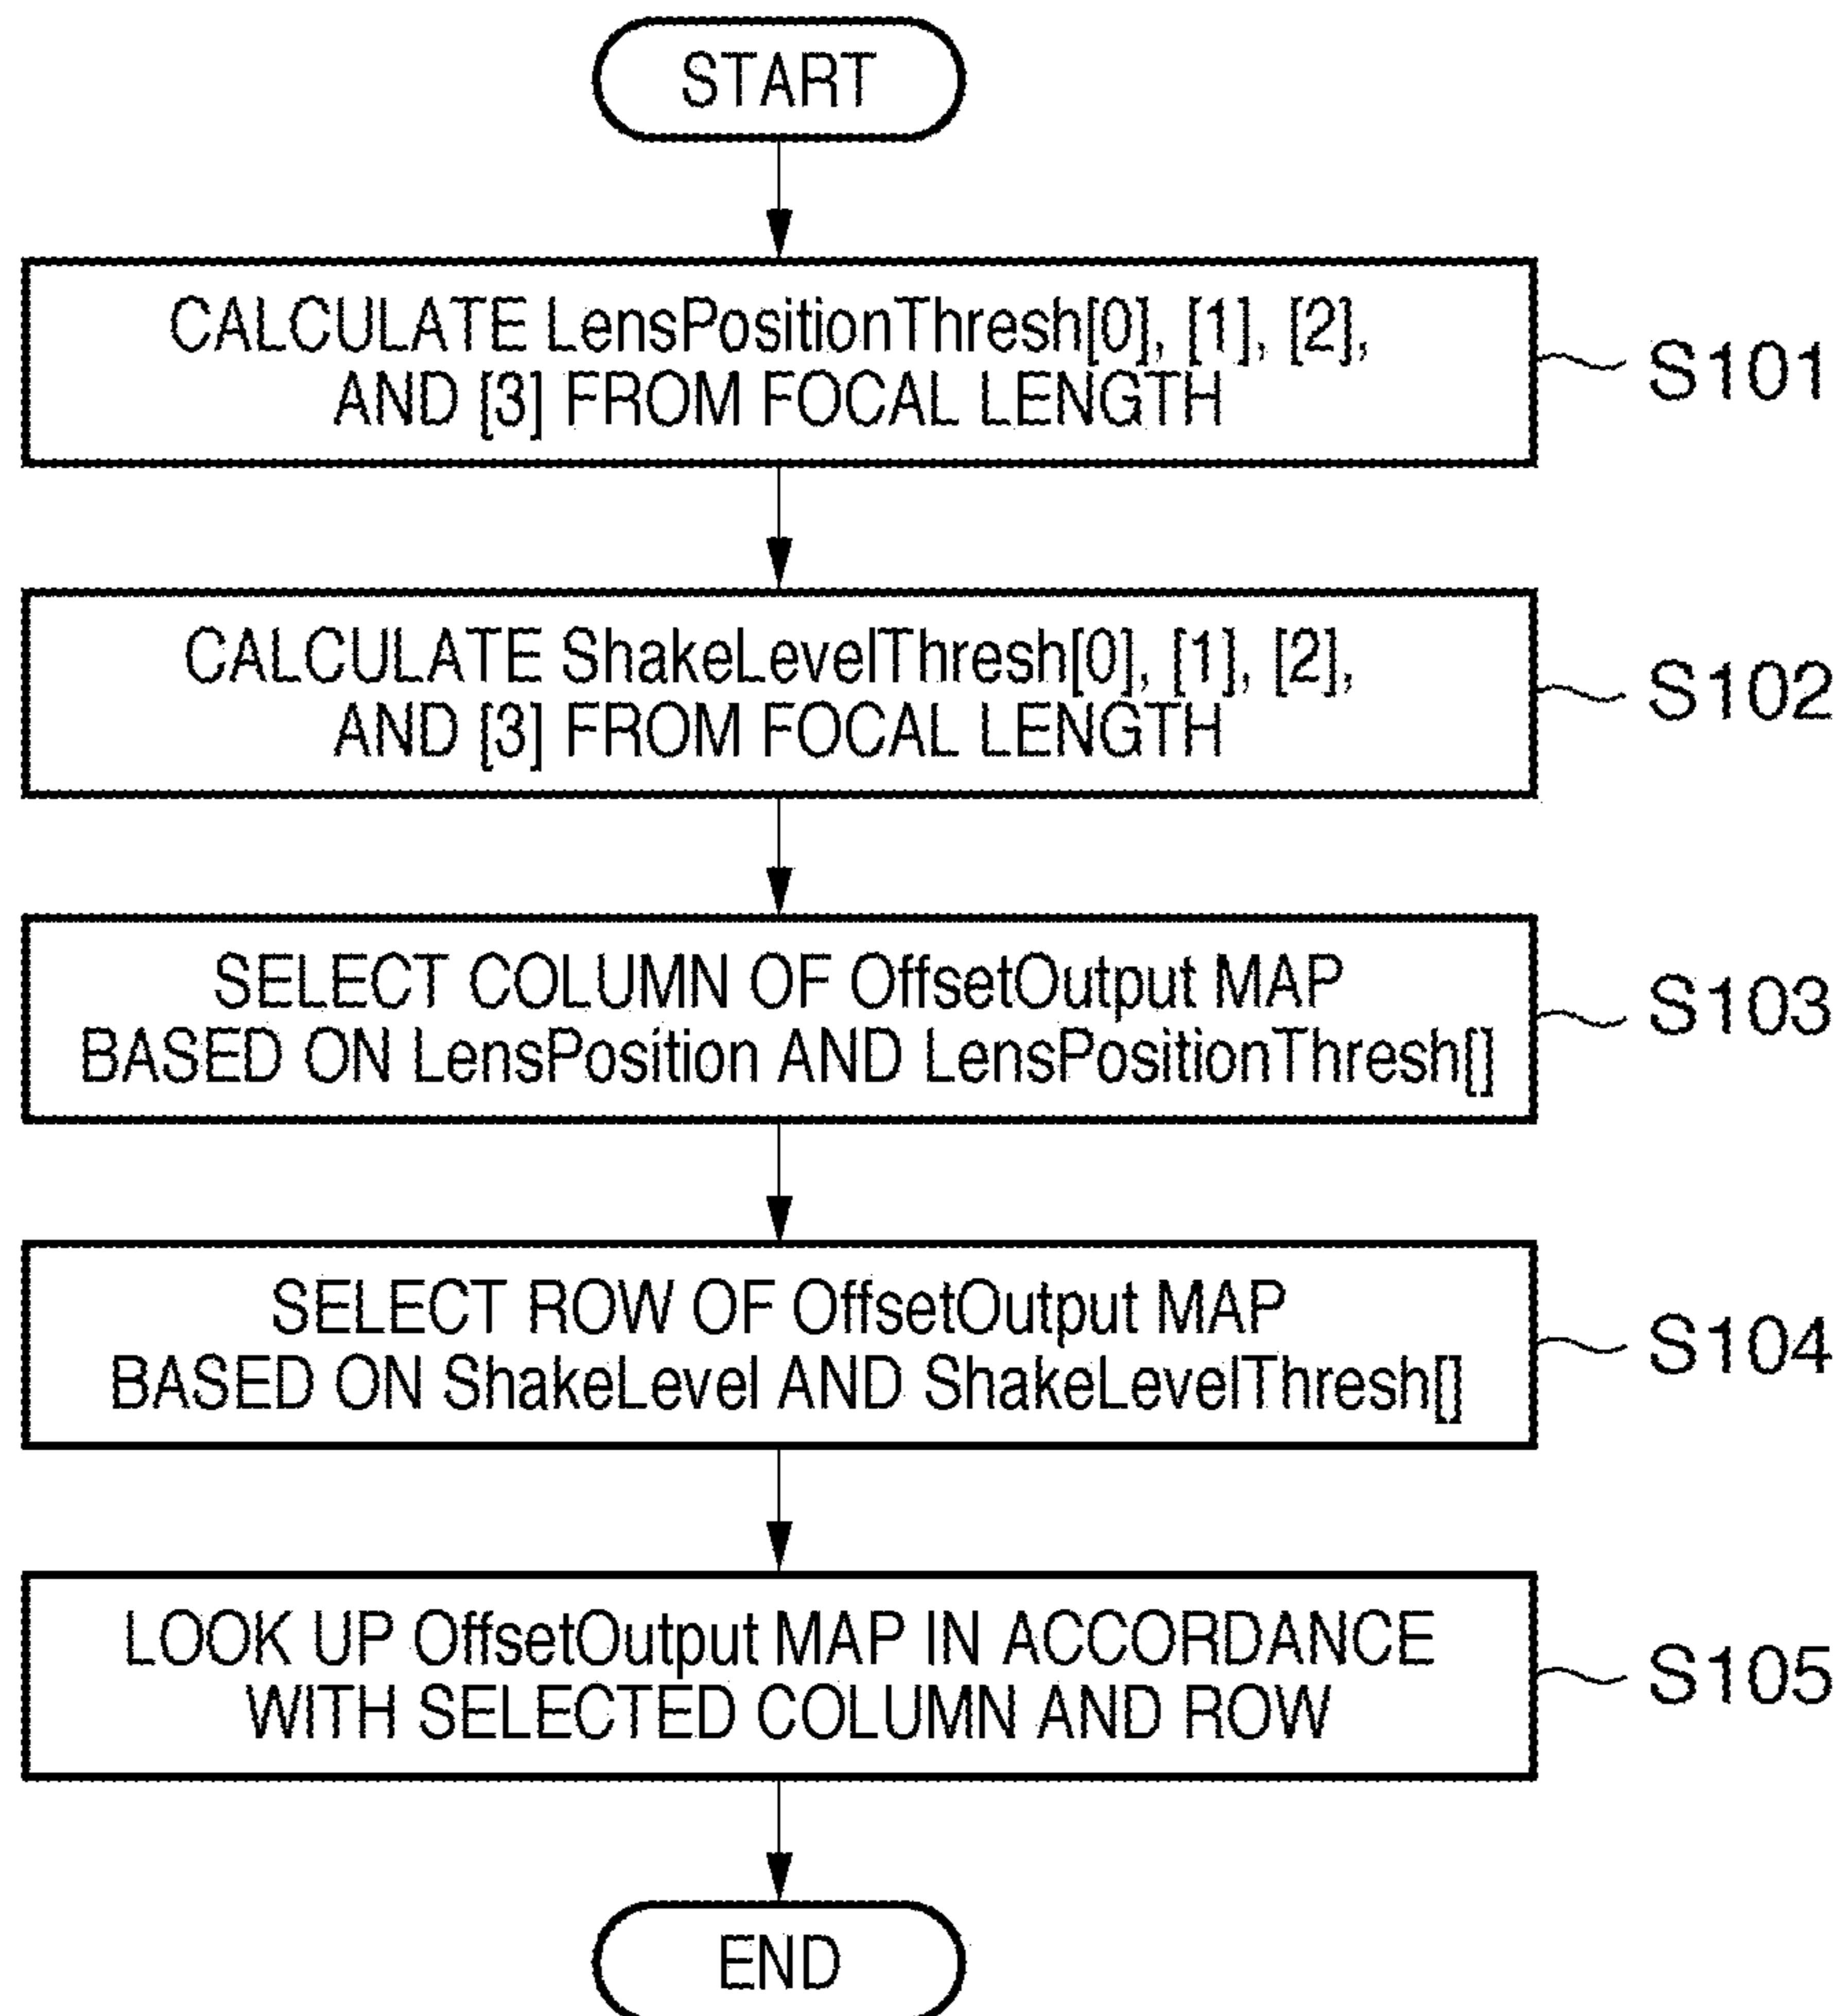 START
CALCULATE LensPositionThresh[0], [1], [2],
AND [3] FROM FOCAL LENGTH
S101
CALCULATE ShakeLevelThresh[0], [1], [2],
AND [3] FROM FOCAL LENGTH
S102
SELECT COLUMN OF OffsetOutput MAP
BASED ON LensPosition AND LensPositionThresh[]
S103
SELECT ROW OF OffsetOutput MAP
BASED ON ShakeLevel AND ShakeLevelThresh[]
S104
LOOK UP OffsetOutput MAP IN ACCORDANCE
WITH SELECTED COLUMN AND ROW
S105
END